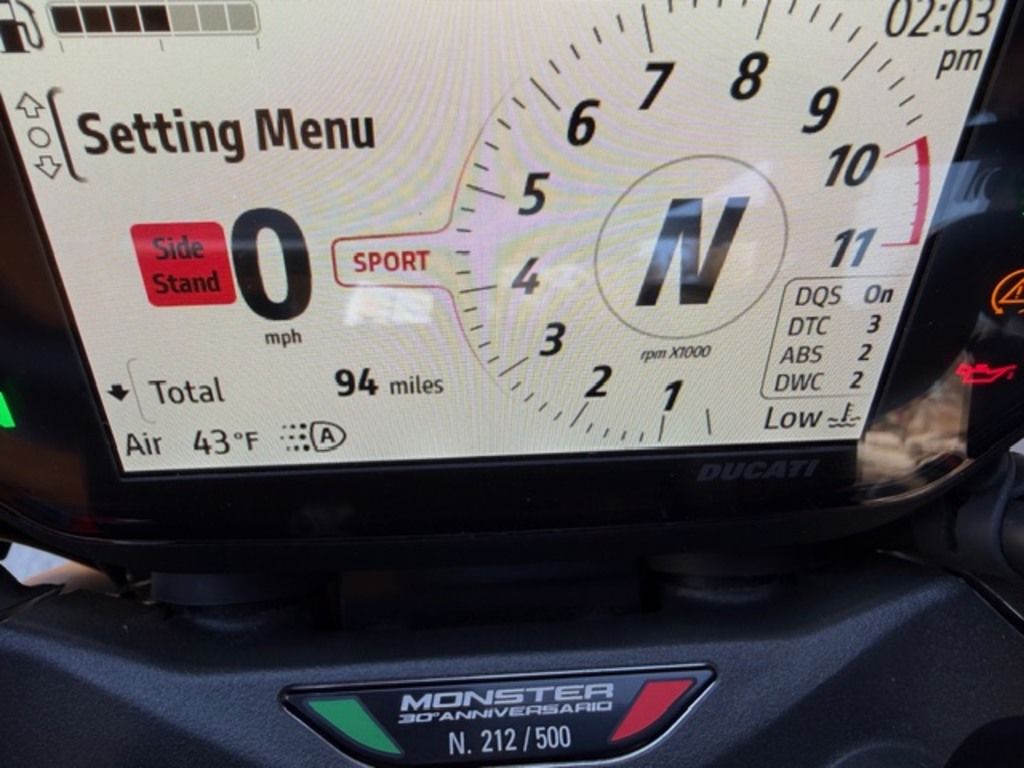 02:03
pm
Setting Menu
Side
Stand
0
mph
SPORT
N
rpm X1000
1
2
3
4
5
6
7
8
9
10
11
DQS On
DTC 3
ABS 2
DWC 2
Low
Total 94 miles
Air 43°F
A
DUCATI
MONSTER
30° ANNIVERSARIO
N. 212/500